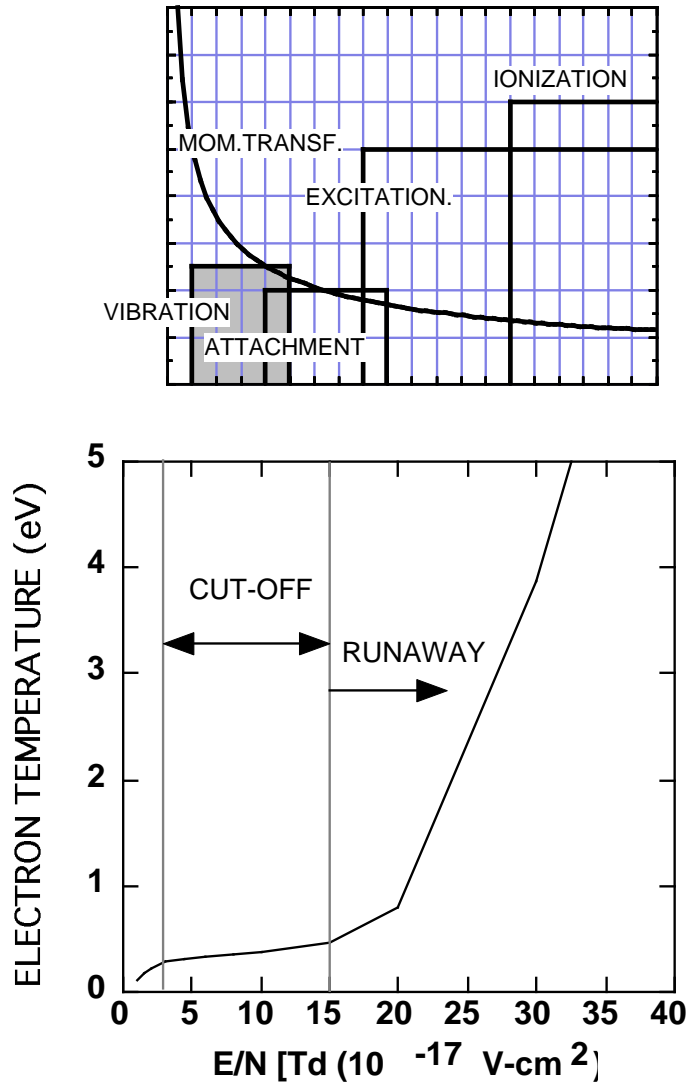 IONIZATION
MOM.TRANSF.
EXCITATION.
VIBRATION
ATTACHMENT
ELECTRON TEMPERATURE (eV)
5
4
3
2
1
0
CUT-OFF
RUNAWAY
0 5 10 15 20 25 30 35 40
E/N [Td (10 -17 V-cm 2)